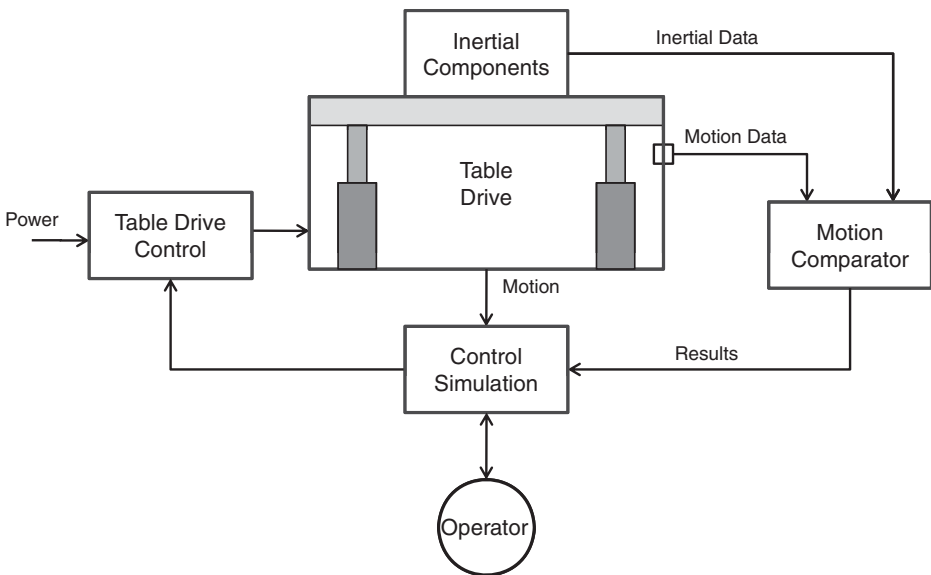 Inertial
Components
Inertial Data
Motion Data
Table
Drive
Power
Table Drive
Control
Motion
Comparator
Motion
Control
Simulation
Results
Operator